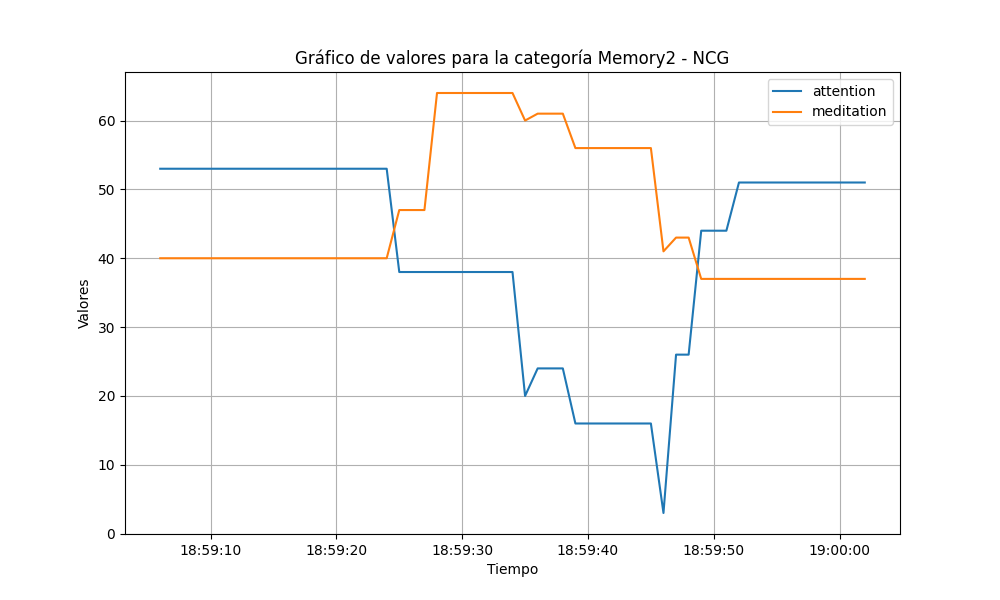 Gráfico de valores para la categoría Memory2 - NCG
attention
meditation
Valores
60
50
40
30
20
10
0
18:59:10 18:59:20 18:59:30 18:59:40 18:59:50 19:00:00
Tiempo